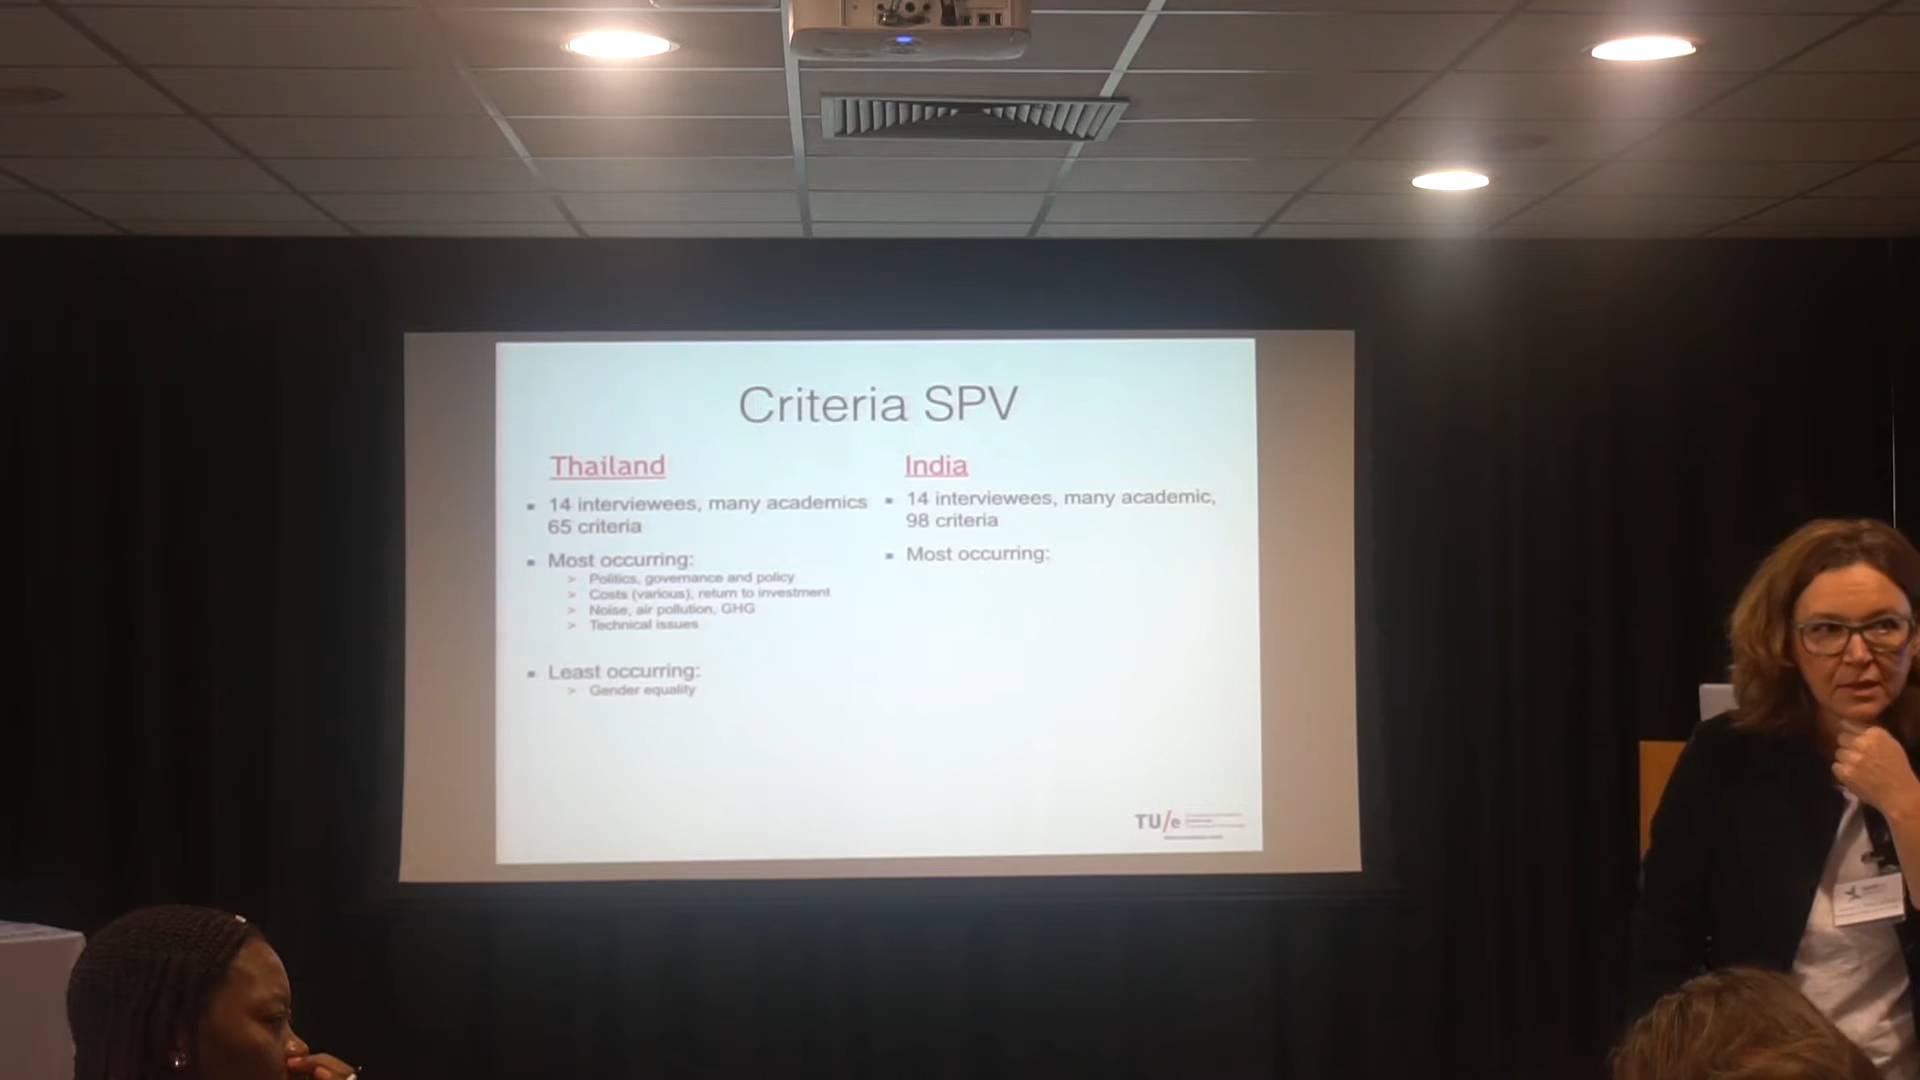 Criteria SPV
Thailand
14 interviewees, many academics
65 criteria
Most occurring:
Politics, governance and policy
Costs (various), return to investment
Noise, air pollution, GHG
Technical issues
Least occurring:
Gender equality
India
14 interviewees, many academic,
98 criteria
Most occurring:
TU/e